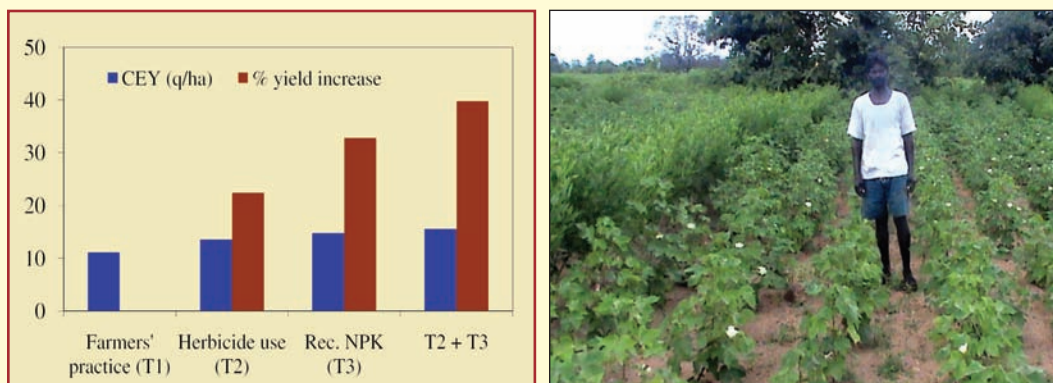 50
40
30
20
10
0
CEY (q/ha) % yield increase
Farmers' practice (T1)
Herbicide use (T2)
Rec. NPK (T3)
T2 + T3